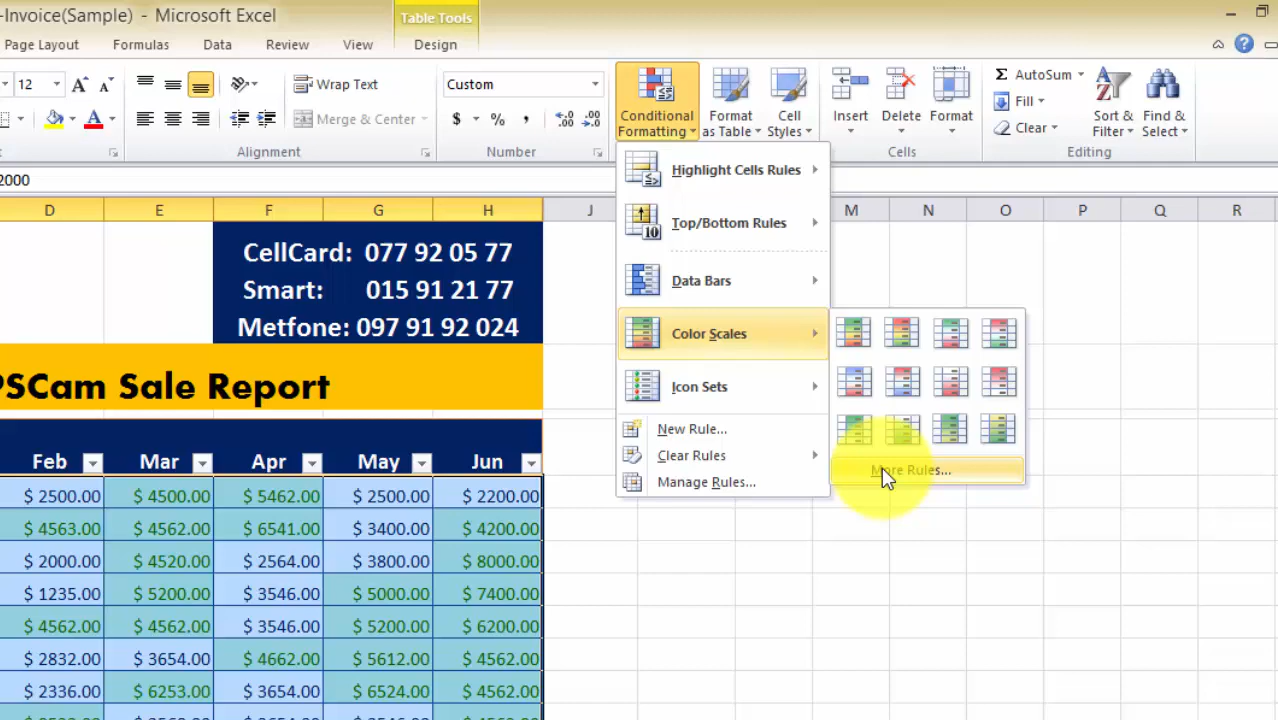 -Invoice(Sample) - Microsoft Excel
Table Tools
Page Layout Formulas Data Review View Design
12 Wrap Text Custom
Merge & Center $ % ,
Conditional Formatting Format as Table Cell Styles Insert Delete Format
Σ AutoSum
Fill
Clear
Sort & Filter Find & Select
Alignment Number Cells Editing
2000
D E F G H J M N O P Q R
Highlight Cells Rules
Top/Bottom Rules
Data Bars
Color Scales
Icon Sets
New Rule...
Clear Rules
Manage Rules...
More Rules...
CellCard: 077 92 05 77
Smart: 015 91 21 77
Metfone: 097 91 92 024
PSCam Sale Report
Feb Mar Apr May Jun
$ 2500.00 $ 4500.00 $ 5462.00 $ 2500.00 $ 2200.00
$ 4563.00 $ 4562.00 $ 6541.00 $ 3400.00 $ 4200.00
$ 2000.00 $ 4520.00 $ 2564.00 $ 3800.00 $ 8000.00
$ 1235.00 $ 5200.00 $ 3546.00 $ 5000.00 $ 7400.00
$ 4562.00 $ 4562.00 $ 3546.00 $ 5200.00 $ 6200.00
$ 2832.00 $ 3654.00 $ 4662.00 $ 5612.00 $ 4562.00
$ 2336.00 $ 6253.00 $ 3654.00 $ 6524.00 $ 4562.00